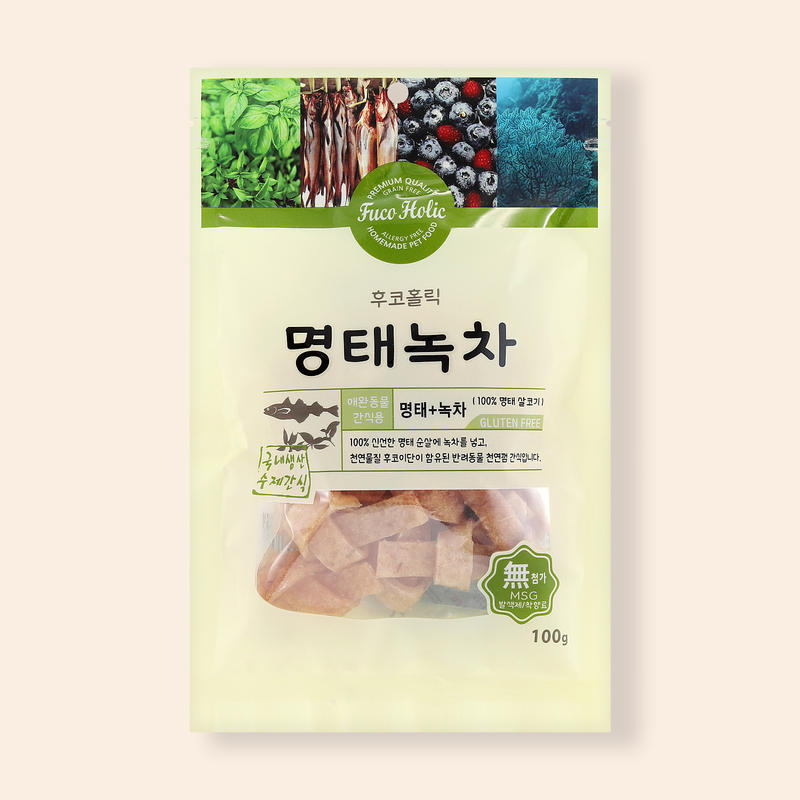 PREMIUM QUALITY
GRAIN FREE
Fuco Holic
ALLERGY FREE
HOMEMADE PET FOOD
후코홀릭
명태녹차
애완동물
간식용
명태+녹차
(100% 명태 살코기)
GLUTEN FREE
100% 신선한 명태 순살에 녹차를 넣고,
천연물질 후코이단이 함유된 반려동물 천연껌 간식입니다.
국내생산
수제간식
無첨가
MSG
발색제/착향료
100g